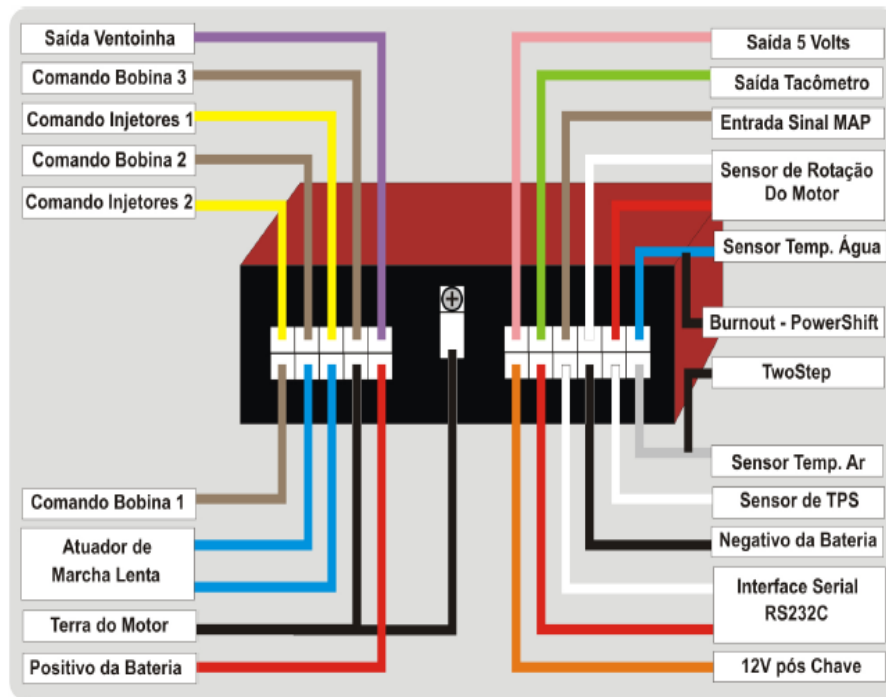 Saída Ventoinha
Comando Bobina 3
Comando Injetores 1
Comando Bobina 2
Comando Injetores 2
Comando Bobina 1
Atuador de
Marcha Lenta
Terra do Motor
Positivo da Bateria
Saída 5 Volts
Saída Tacômetro
Entrada Sinal MAP
Sensor de Rotação
Do Motor
Sensor Temp. Água
Burnout - PowerShift
TwoStep
Sensor Temp. Ar
Sensor de TPS
Negativo da Bateria
Interface Serial
RS232C
12V pós Chave